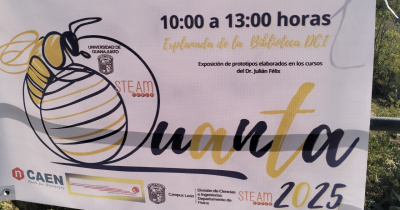 10:00 a 13:00 horas
Explanada de la Biblioteca DCI
UNIVERSIDAD DE
GUANAJUATO
Exposición de prototipos elaborados en los cursos
del Dr. Julián Félix
STEAM
Quanta
2025
CAEN
Campus León
División de Ciencias
e Ingenierías
Departamento de
Física
STEAM